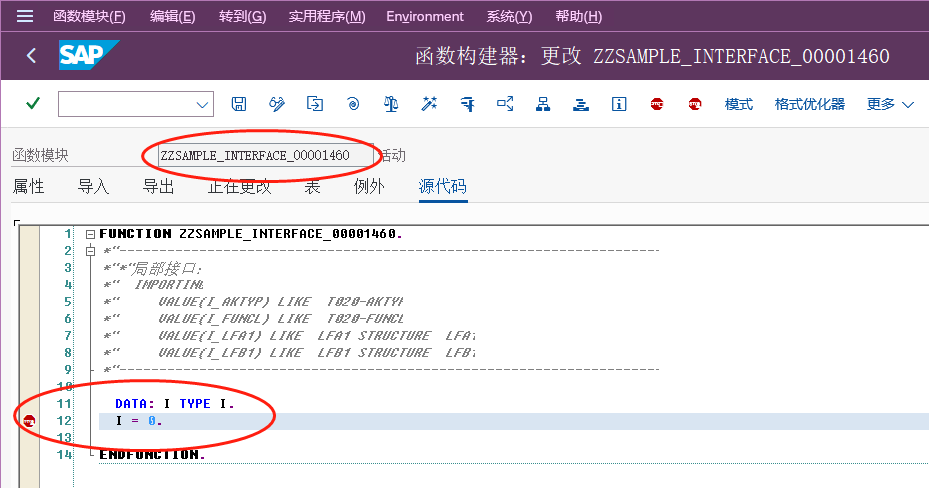 函数模块(F) 编辑(E) 转到(G) 实用程序(M) Environment 系统(Y) 帮助(H)
SAP 函数构建器: 更改 ZZSAMPLE_INTERFACE_00001460
模式 格式优化器 更多
函数模块 ZZSAMPLE_INTERFACE_00001460 活动
属性 导入 导出 正在更改 表 例外 源代码
1 FUNCTION ZZSAMPLE_INTERFACE_00001460.
2 *"----------------------------------------------------------------------
3 *"*"局部接口:
4 *" IMPORTING
5 *" VALUE(I_AKTYP) LIKE T020-AKTYP
6 *" VALUE(I_FUNCL) LIKE T020-FUNCL
7 *" VALUE(I_LFA1) LIKE LFA1 STRUCTURE LFA1
8 *" VALUE(I_LFB1) LIKE LFB1 STRUCTURE LFB1
9 *"----------------------------------------------------------------------
10
11 DATA: I TYPE I.
12 I = 0.
13
14 ENDFUNCTION.